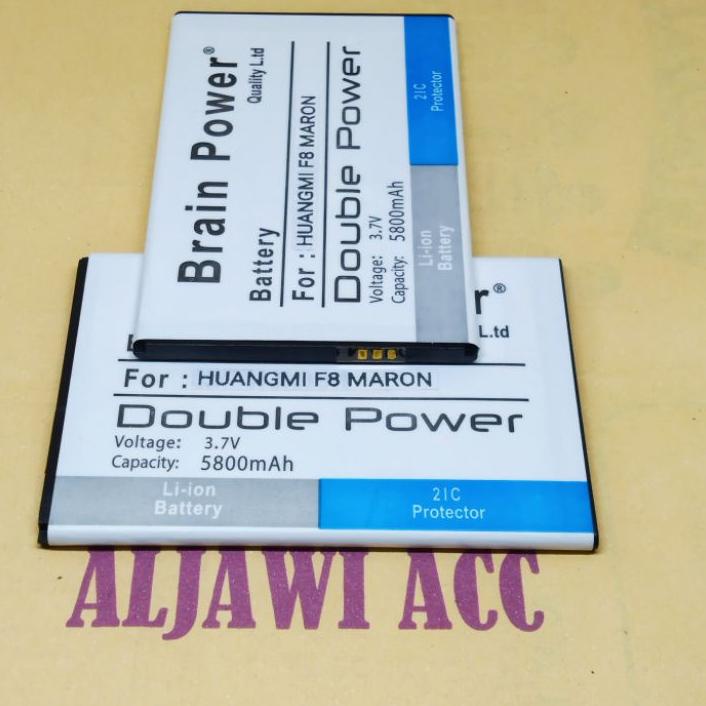 Brain Power®
Quality L.td
Battery
For : HUANGMI F8 MARON
Double Power
Voltage: 3.7V
Capacity: 5800mAh
Li-ion
Battery
2IC
Protector
r®
L.td
For : HUANGMI F8 MARON
Double Power
Voltage: 3.7V
Capacity: 5800mAh
Li-ion
Battery
2IC
Protector
ALJAWI ACC